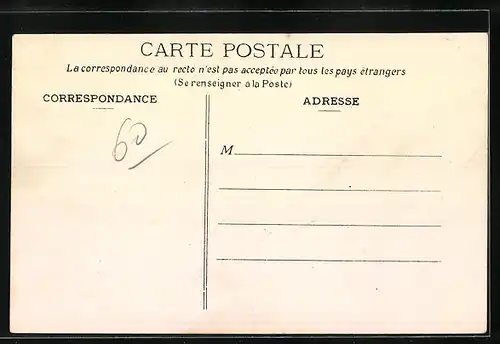 CARTE POSTALE
La correspondance au recto n'est pas acceptée par tous les pays étrangers
(Se renseigner à la Poste)
CORRESPONDANCE
ADRESSE
60
M